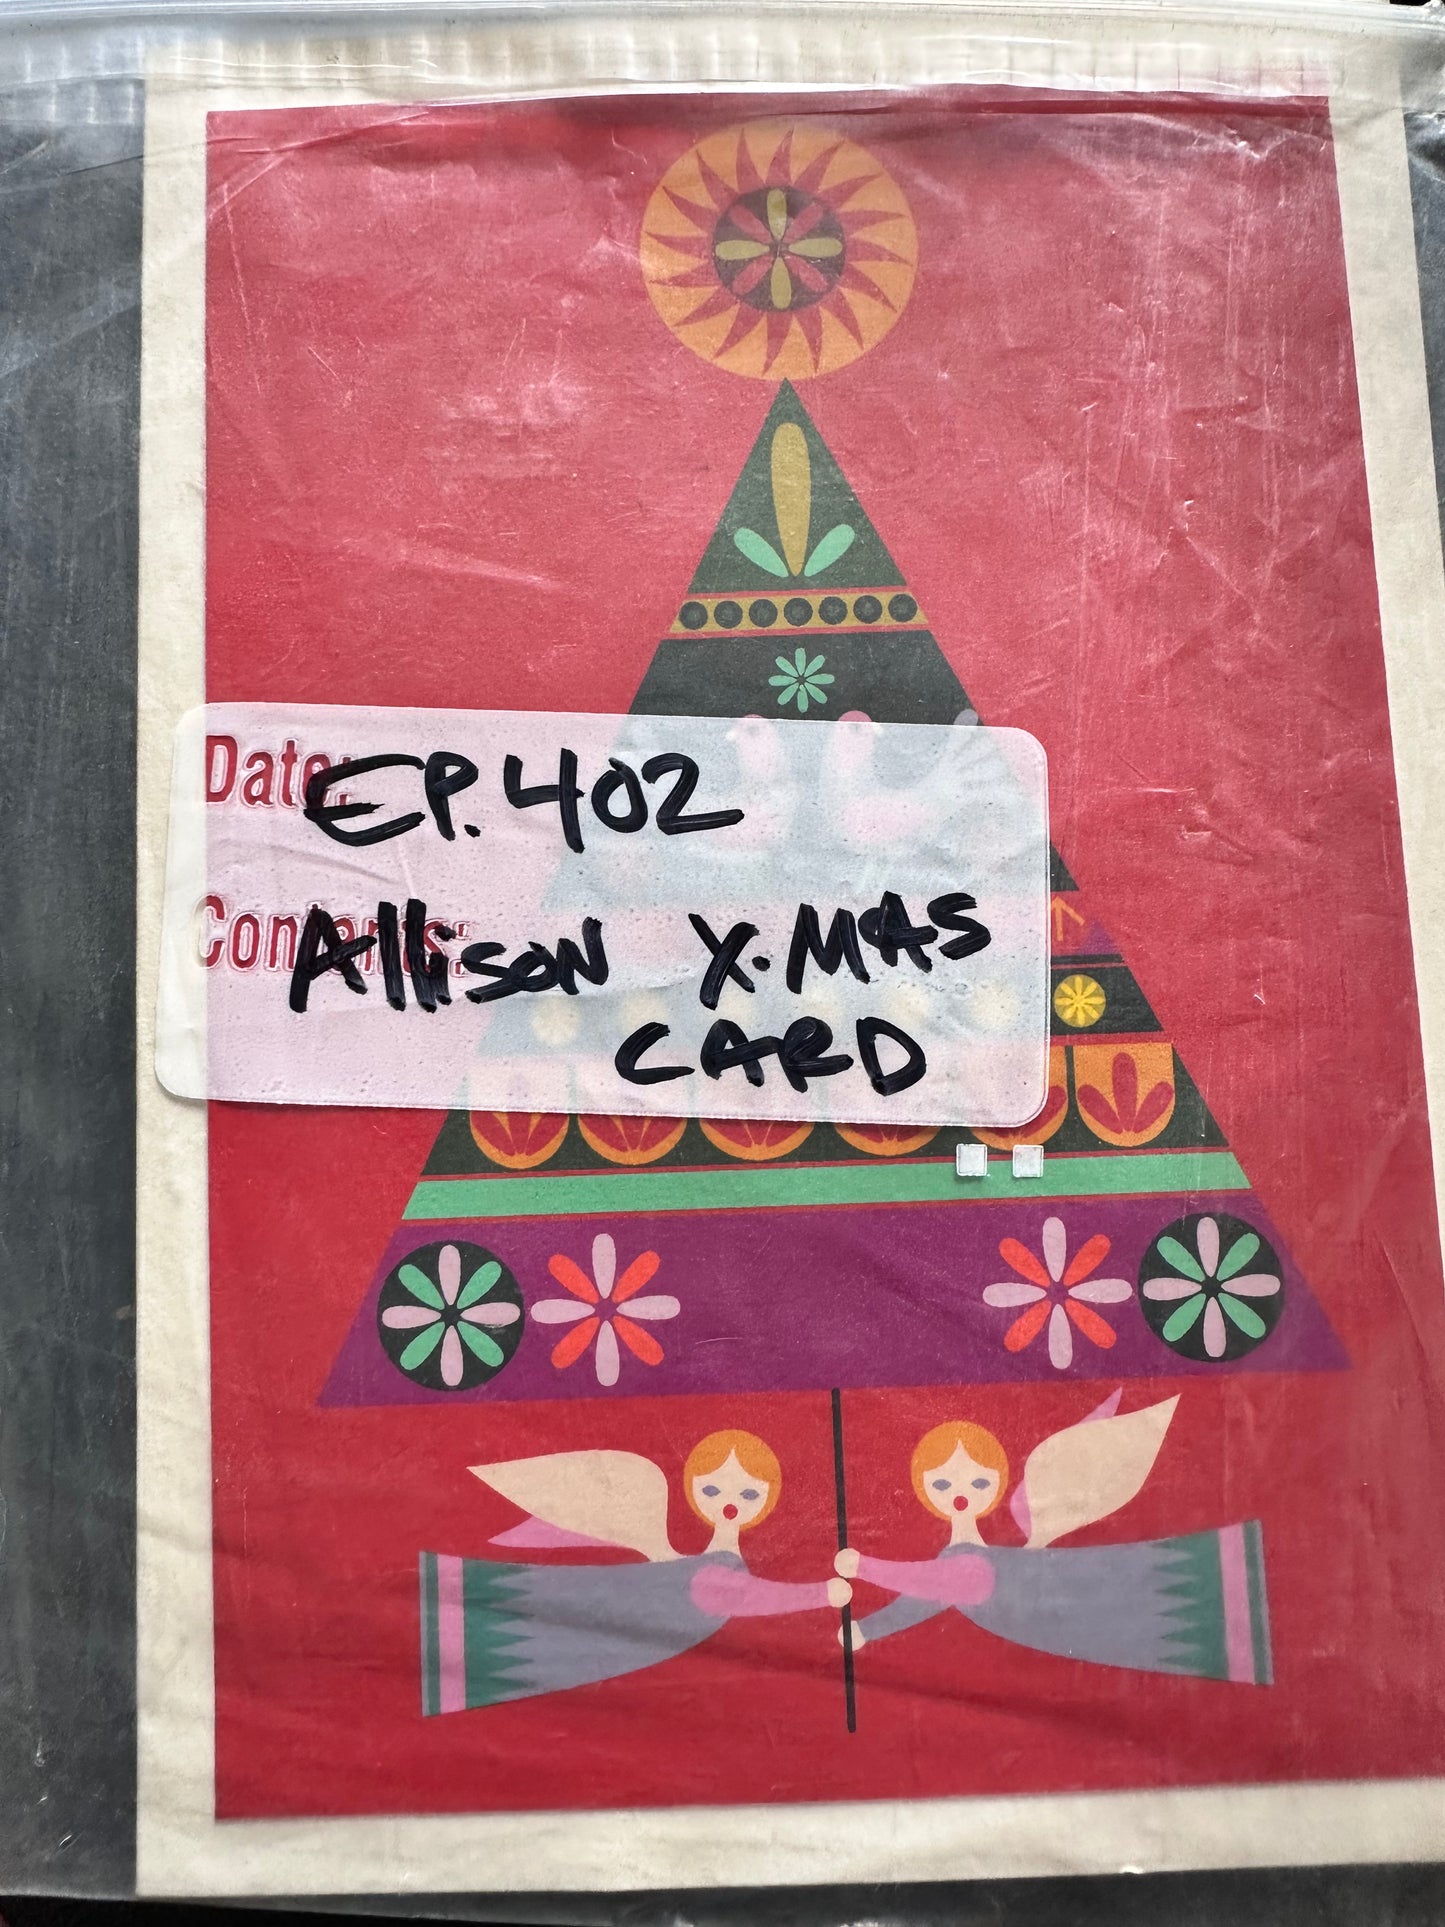 Date:
EP. 402
Contents:
Allison X-MAS
CARD